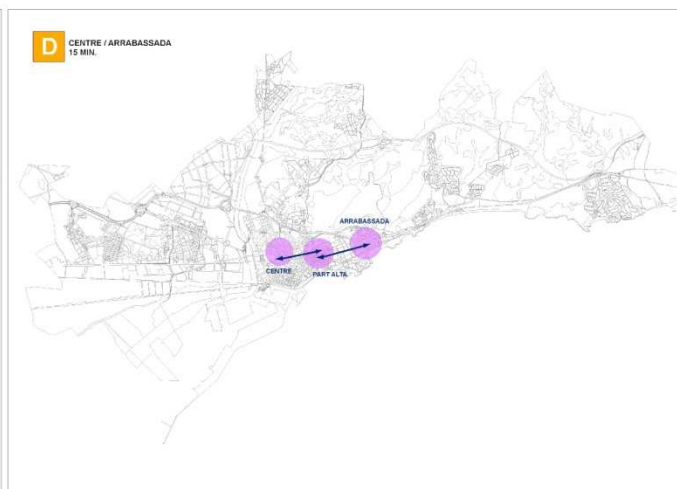 D
CENTRE / ARRABASSADA
15 MIN.
ARRABASSADA
CENTRE
PART ALTA